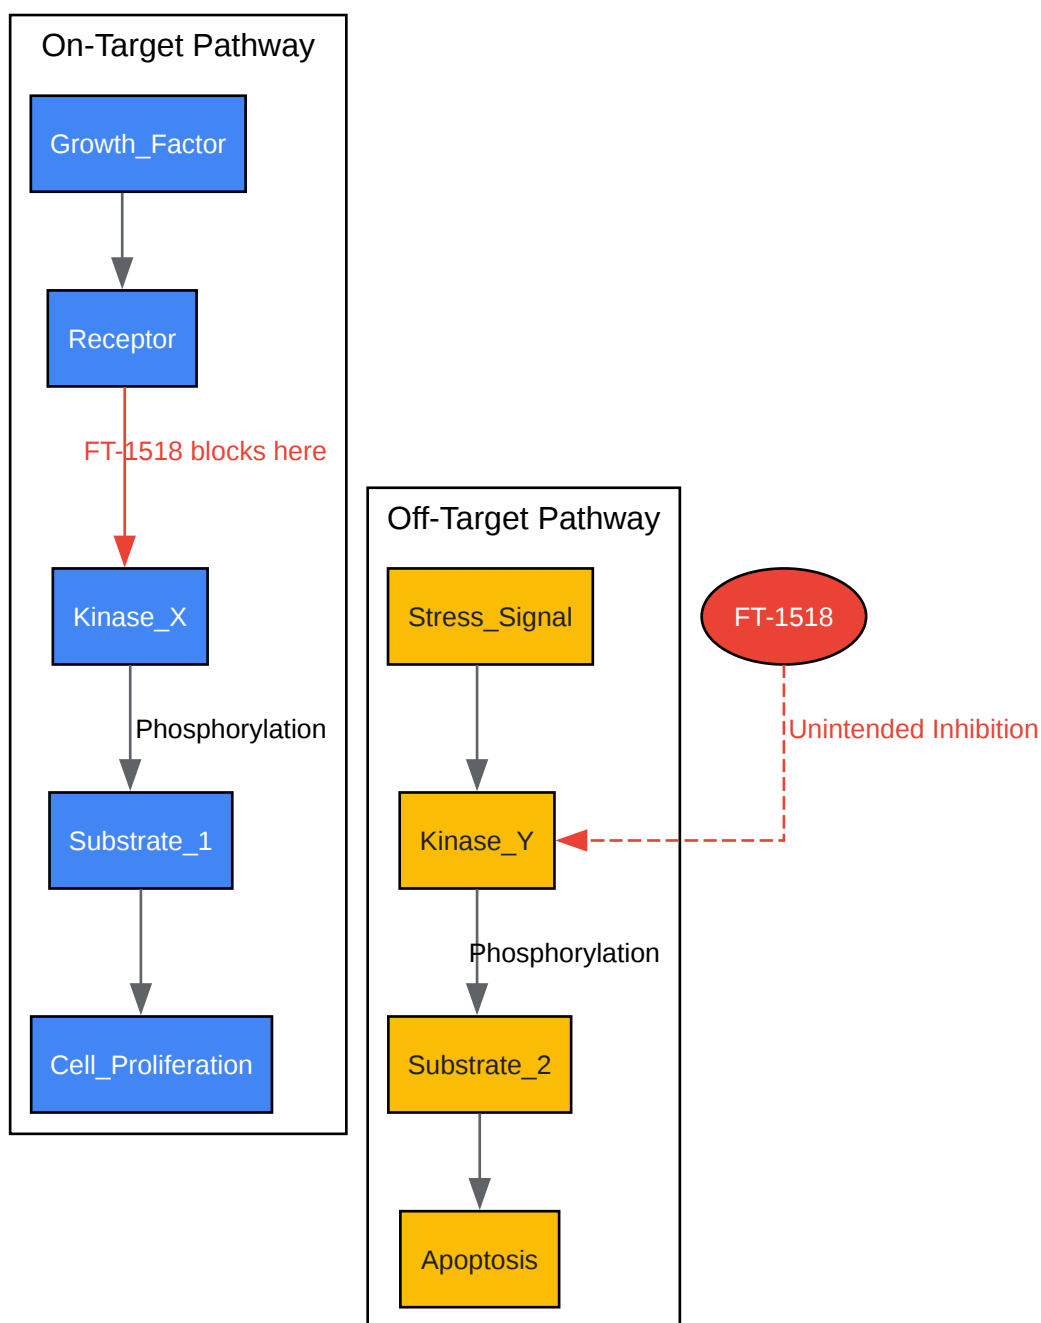 On-Target Pathway
Growth_Factor
Receptor
FT-1518 blocks here
Kinase_X
Phosphorylation
Substrate_1
Cell_Proliferation
Off-Target Pathway
Stress_Signal
Kinase_Y
Phosphorylation
Substrate_2
Apoptosis
FT-1518
Unintended Inhibition